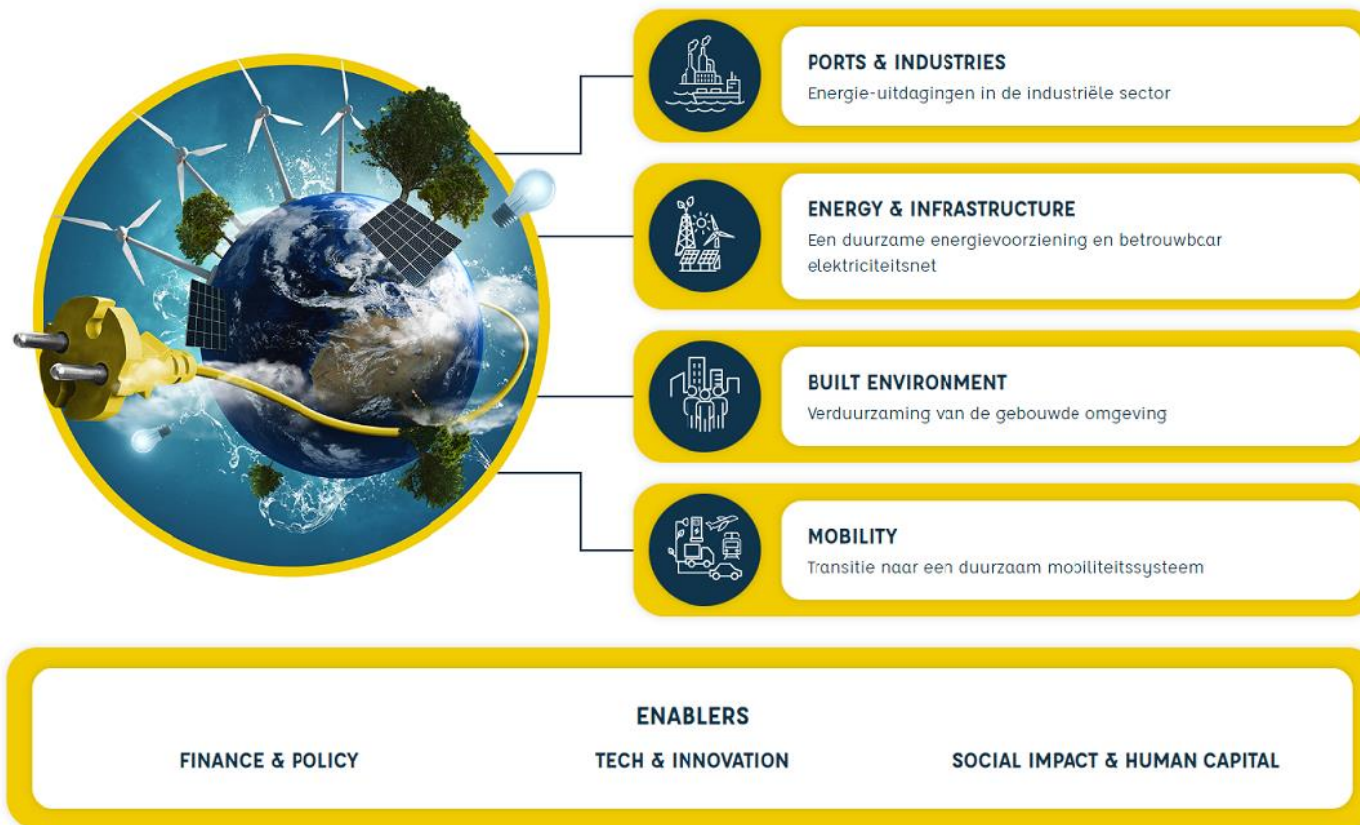 PORTS & INDUSTRIES
Energie-uitdagingen in de industriële sector
ENERGY & INFRASTRUCTURE
Een duurzame energievoorziening en betrouwbaar
elektriciteitsnet
BUILT ENVIRONMENT
Verduurzaming van de gebouwde omgeving
MOBILITY
Transitie naar een duurzaam mobiliteitssysteem
ENABLERS
FINANCE & POLICY
TECH & INNOVATION
SOCIAL IMPACT & HUMAN CAPITAL